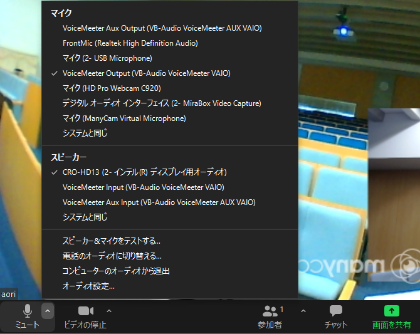 マイク
VoiceMeeter Aux Output (VB-Audio VoiceMeeter AUX VAIO)
FrontMic (Realtek High Definition Audio)
マイク (2- USB Microphone)
✓ VoiceMeeter Output (VB-Audio VoiceMeeter VAIO)
マイク (HD Pro Webcam C920)
デジタル オーディオ インターフェイス (2- MiraBox Video Capture)
マイク (ManyCam Virtual Microphone)
システムと同じ
スピーカー
✓ CRO-HD13 (2- インテル(R) ディスプレイ用オーディオ)
VoiceMeeter Input (VB-Audio VoiceMeeter VAIO)
VoiceMeeter Aux Input (VB-Audio VoiceMeeter AUX VAIO)
システムと同じ
スピーカー&マイクをテストする...
電話のオーディオに切り替える...
コンピューターのオーディオから退出
オーディオ設定...
manyc
aori
ミュート
ビデオの停止
参加者
1
チャット
画面を共有